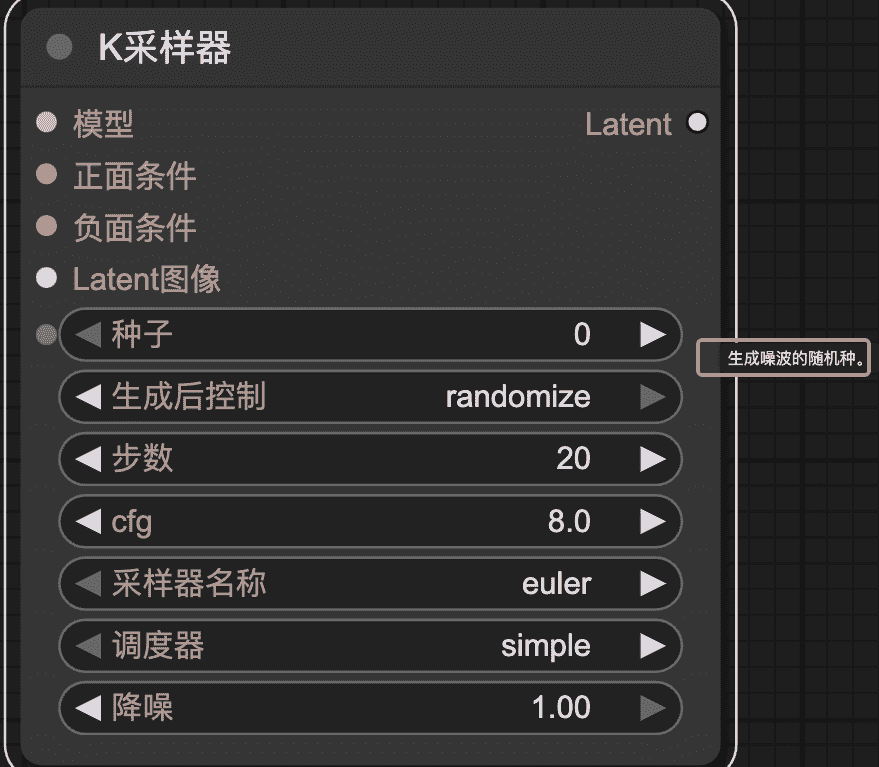 K采样器
模型
Latent
正面条件
负面条件
Latent图像
种子 0
生成噪波的随机种。
生成后控制 randomize
步数 20
cfg 8.0
采样器名称 euler
调度器 simple
降噪 1.00